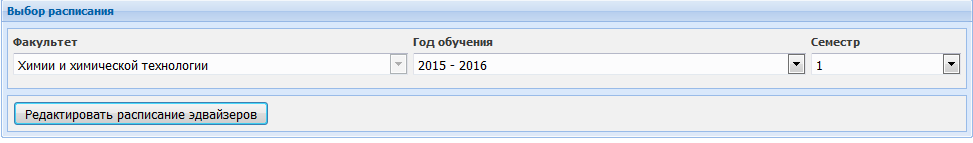 Выбор расписания
Факультет Год обучения Семестр
Химии и химической технологии 2015 - 2016 1
Редактировать расписание эдвайзеров